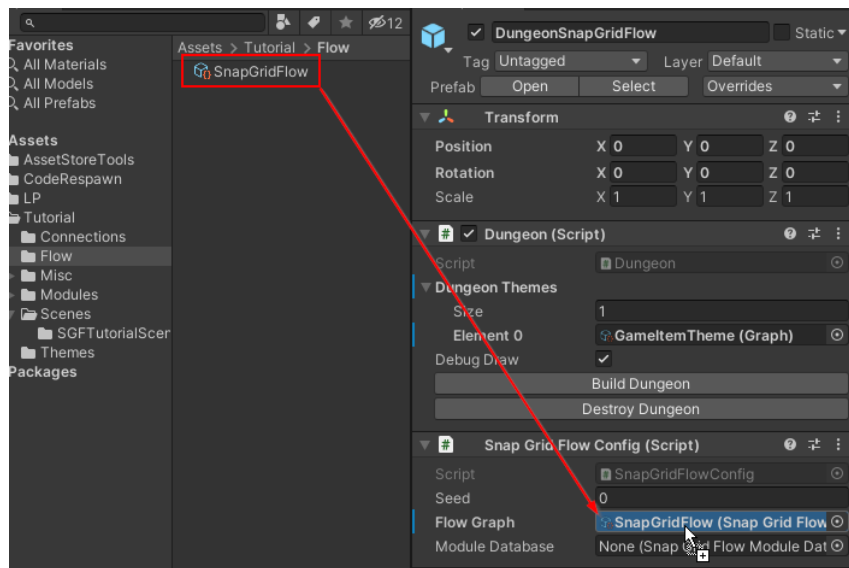 12
Favorites
All Materials
All Models
All Prefabs
Assets
AssetStoreTools
CodeRespawn
LP
Tutorial
Connections
Flow
Misc
Modules
Scenes
SGFTutorialScer
Themes
Packages
Assets > Tutorial > Flow
SnapGridFlow
DungeonSnapGridFlow Static
Tag Untagged Layer Default
Prefab Open Select Overrides
Transform
Position X 0 Y 0 Z 0
Rotation X 0 Y 0 Z 0
Scale X 1 Y 1 Z 1
# Dungeon (Script)
Script Dungeon
Dungeon Themes
Size 1
Element 0 GameItemTheme (Graph)
Debug Draw
Build Dungeon
Destroy Dungeon
# Snap Grid Flow Config (Script)
Script SnapGridFlowConfig
Seed 0
Flow Graph SnapGridFlow (Snap Grid Flow
Module Database None (Snap Grid Flow Module Dat